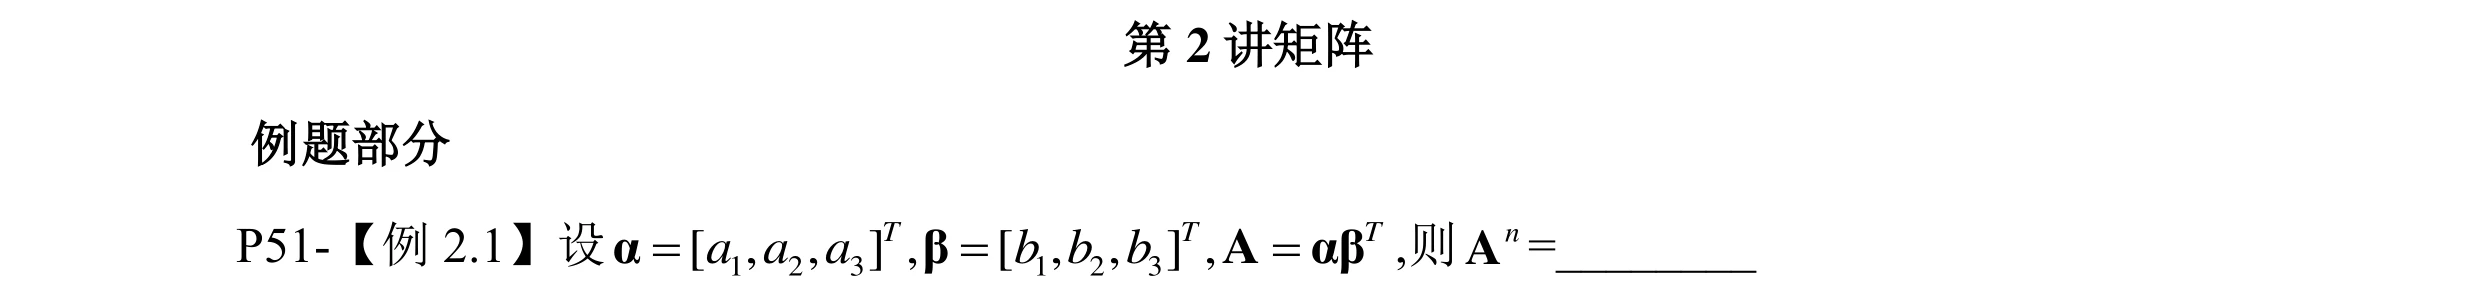 第 2 讲矩阵
例题部分
P51-【例 2.1】设 α = [a₁, a₂, a₃]ᵀ, β = [b₁, b₂, b₃]ᵀ, A = αβᵀ, 则 Aⁿ =________